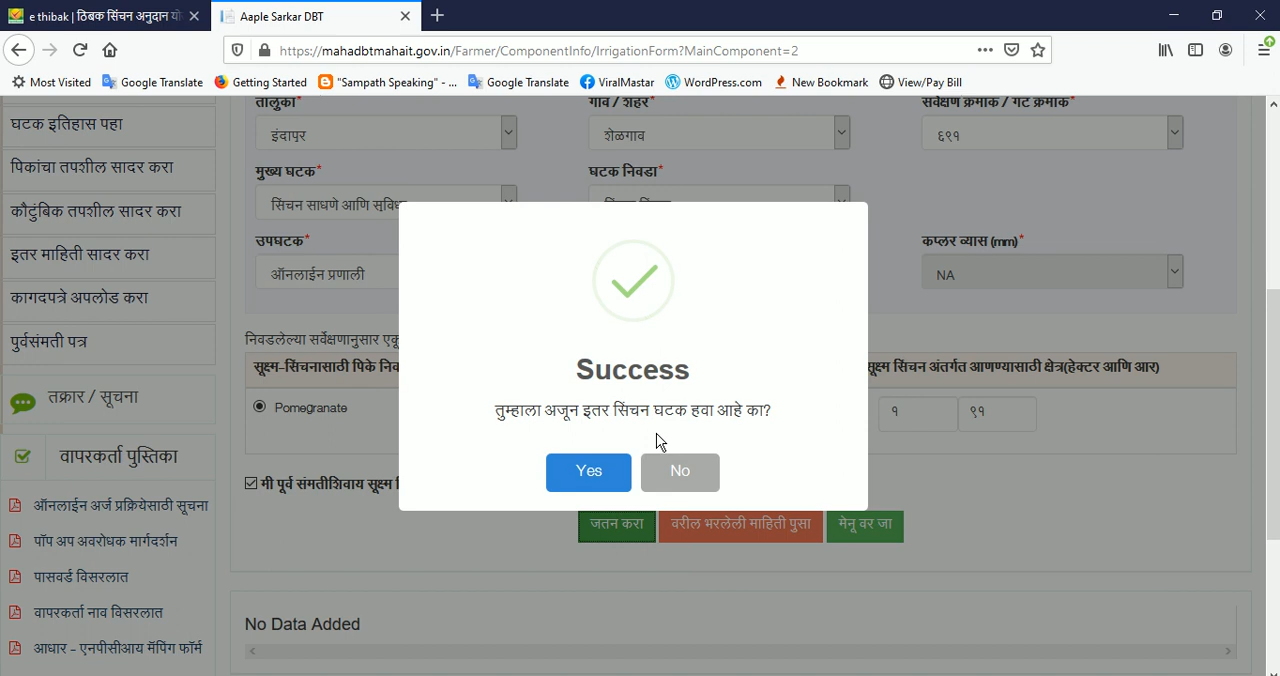 e thibak | ठिबक सिंचन अनुदान यो
Aaple Sarkar DBT
https://mahadbtmahait.gov.in/Farmer/ComponentInfo/IrrigationForm?MainComponent=2
Most Visited
Google Translate
Getting Started
"Sampath Speaking" - ...
Google Translate
ViralMastar
WordPress.com
New Bookmark
View/Pay Bill
घटक इतिहास पहा
पिकांचा तपशील सादर करा
कौटुंबिक तपशील सादर करा
इतर माहिती सादर करा
कागदपत्रे अपलोड करा
पुर्वसंमती पत्र
तक्रार / सूचना
वापरकर्ता पुस्तिका
ऑनलाईन अर्ज प्रक्रियेसाठी सूचना
पॉप अप अवरोधक मार्गदर्शन
पासवर्ड विसरलात
वापरकर्ता नाव विसरलात
आधार - एनपीसीआय मॅपिंग फॉर्म
तालुका*
गाव / शहर*
सर्वेक्षण क्रमांक / गट क्रमांक*
इंदापूर
शेळगाव
६९१
मुख्य घटक*
घटक निवडा*
सिंचन साधणे आणि सुविध
उपघटक*
कप्लर व्यास (mm)*
ऑनलाईन प्रणाली
NA
निवडलेल्या सर्वेक्षणानुसार एकू
सूक्ष्म-सिंचनासाठी पिके निव
सूक्ष्म सिंचन अंतर्गत आणण्यासाठी क्षेत्र(हेक्टर आणि आर)
Pomegranate
१
९१
मी पूर्व संमतीशिवाय सूक्ष्म
Success
तुम्हाला अजून इतर सिंचन घटक हवा आहे का?
Yes
No
जतन करा
वरील भरलेली माहिती पुसा
मेनू वर जा
No Data Added